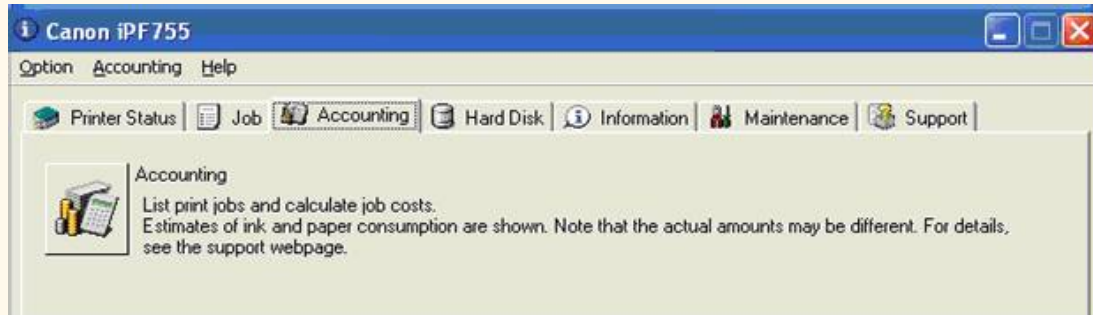 Canon iPF755
Option Accounting Help
Printer Status Job Accounting Hard Disk Information Maintenance Support
Accounting
List print jobs and calculate job costs.
Estimates of ink and paper consumption are shown. Note that the actual amounts may be different. For details,
see the support webpage.